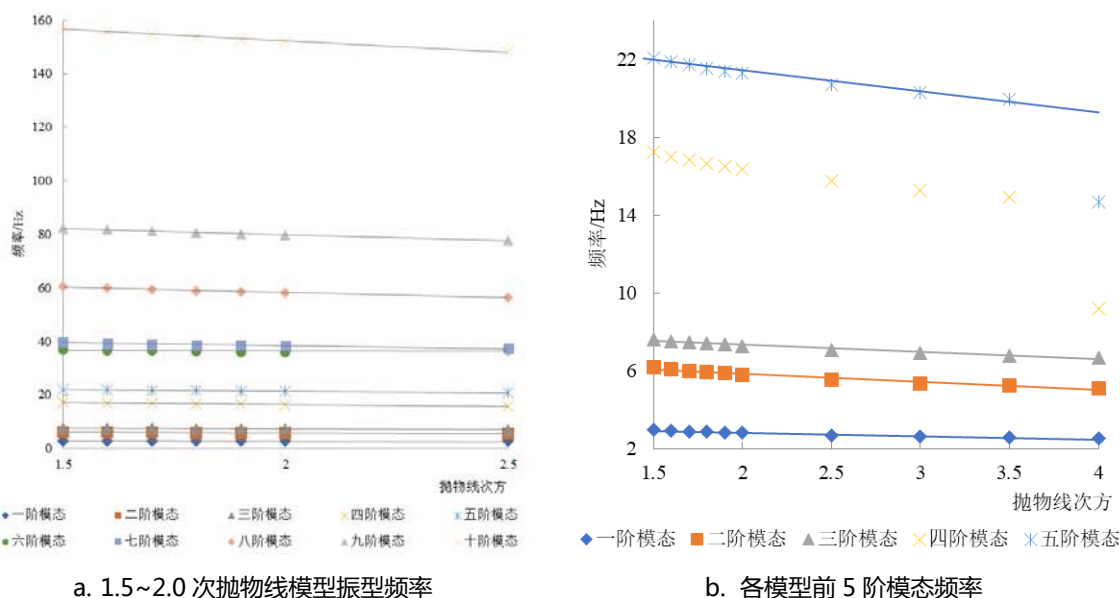 160
140
120
100
80
60
40
20
0
频率/Hz
1.5
2
2.5
抛物线次方
一阶模态 二阶模态 三阶模态 四阶模态 五阶模态
六阶模态 七阶模态 八阶模态 九阶模态 十阶模态
a. 1.5~2.0 次抛物线模型振型频率
22
18
14
10
6
2
频率/Hz
1.5
2
2.5
3
3.5
4
抛物线次方
一阶模态 二阶模态 三阶模态 四阶模态 五阶模态
b. 各模型前 5 阶模态频率